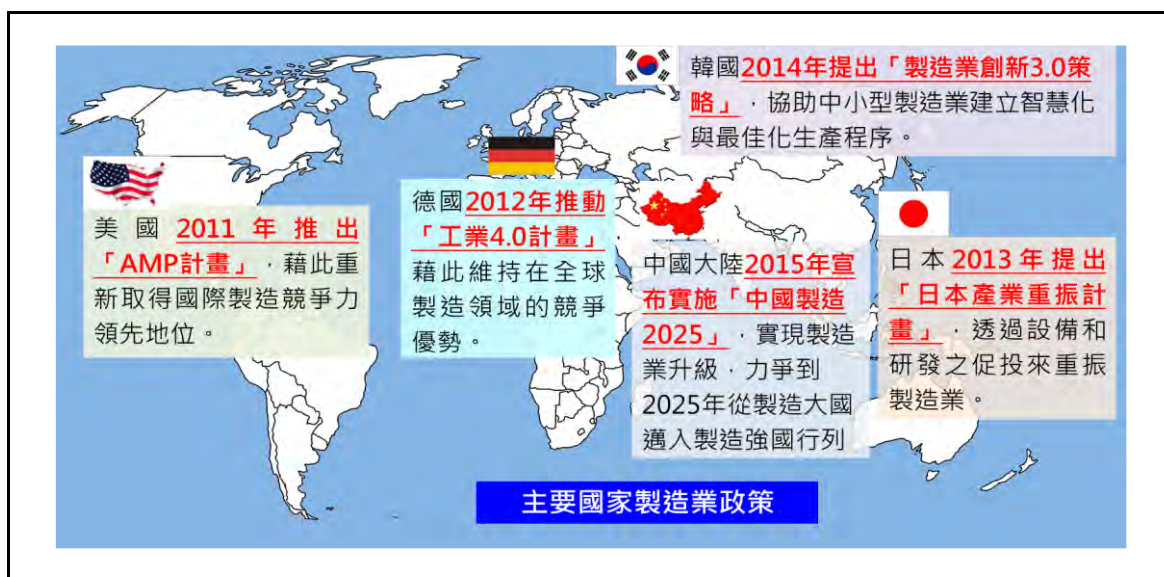 韓國2014年提出「製造業創新3.0策
略」，協助中小型製造業建立智慧化
與最佳化生產程序。
美國2011年推出
「AMP計畫」，藉此重
新取得國際製造競爭力
領先地位。
德國2012年推動
「工業4.0計畫」
藉此維持在全球
製造領域的競爭
優勢。
中國大陸2015年宣
布實施「中國製造
2025」，實現製造
業升級，力爭到
2025年從製造大國
邁入製造強國行列
日本2013年提出
「日本產業重振計
畫」，透過設備和
研發之促投來重振
製造業。
主要國家製造業政策